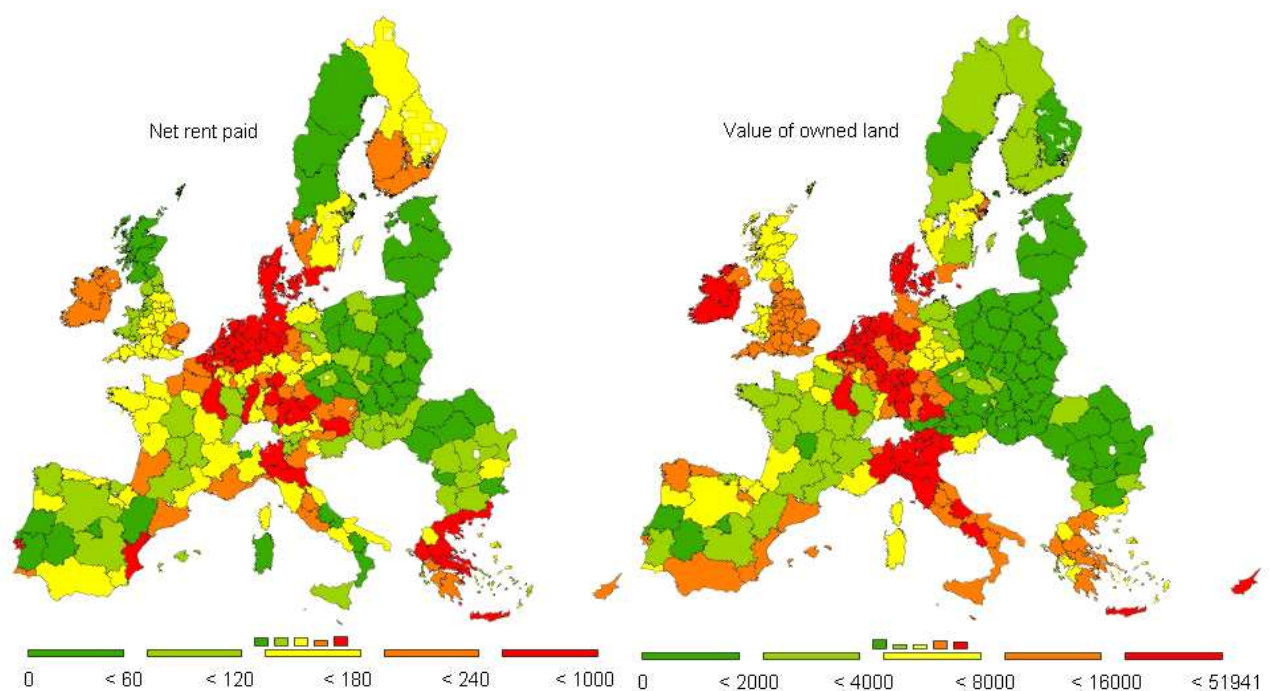 Net rent paid
Value of owned land
0 < 60 < 120 < 180 < 240 < 1000
0 < 2000 < 4000 < 8000 < 16000 < 51941